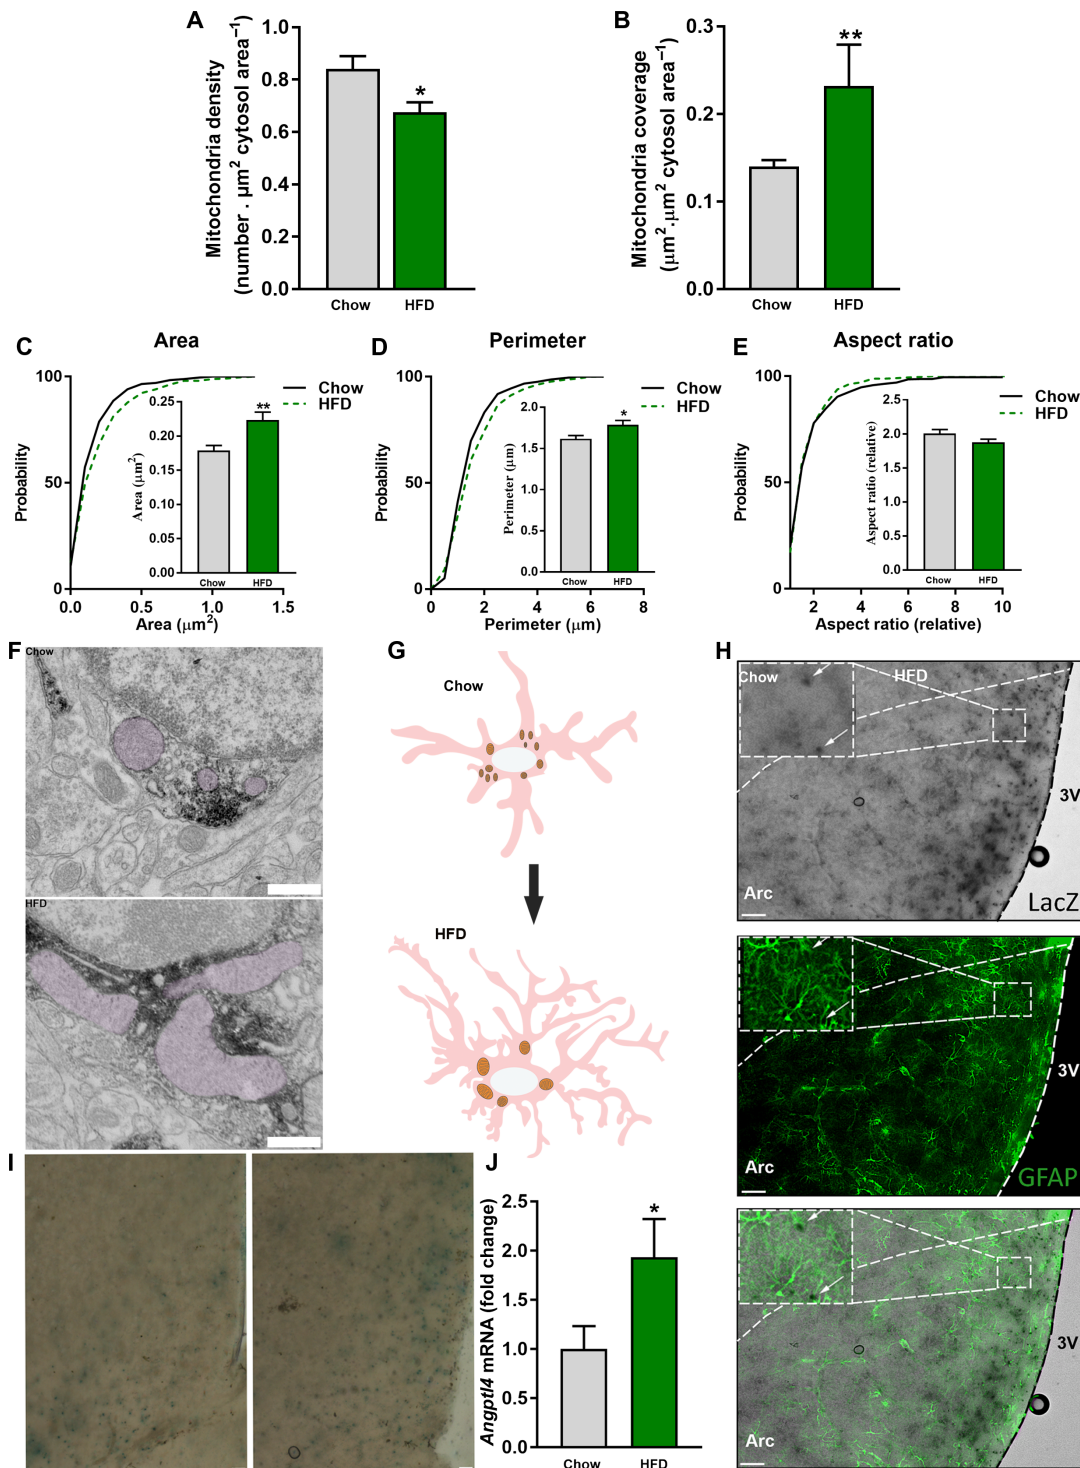 A
Mitochondria density
(number . μm² cytosol area⁻¹)
1.0
0.8
0.6
0.4
0.2
0.0
*
Chow
HFD
B
Mitochondria coverage
(μm².μm² cytosol area⁻¹)
0.3
0.2
0.1
0.0
**
Chow
HFD
C
Area
Probability
100
50
0
0.0
0.5
1.0
1.5
Area (μm²)
Chow
HFD
Area (μm²)
0.25
0.20
0.15
0.10
0.05
0.00
**
Chow
HFD
D
Perimeter
Probability
100
50
0
0
2
4
6
8
Perimeter (μm)
Chow
HFD
Perimeter (μm)
2.0
1.5
1.0
0.5
0.0
*
Chow
HFD
E
Aspect ratio
Probability
100
50
0
2
4
6
8
10
Aspect ratio (relative)
Chow
HFD
Aspect ratio (relative)
2.5
2.0
1.5
1.0
0.5
0.0
Chow
HFD
F
Chow
HFD
G
Chow
HFD
H
Chow
HFD
3V
Arc
LacZ
3V
Arc
GFAP
3V
Arc
I
J
Angptl4 mRNA (fold change)
2.5
2.0
1.5
1.0
0.5
0.0
*
Chow
HFD